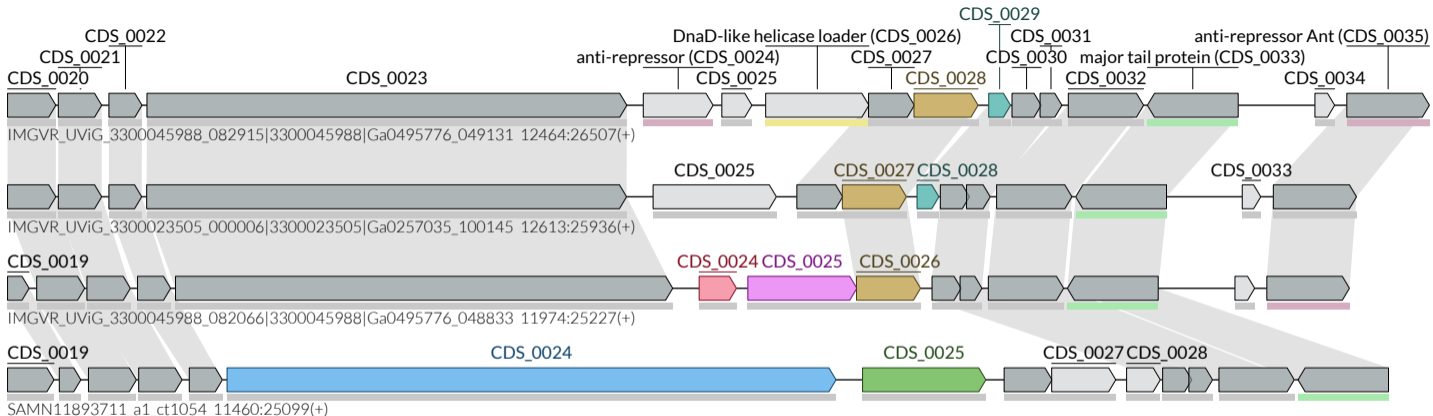 CDS_0029
CDS_0022 DnaD-like helicase loader (CDS_0026) CDS_0031 anti-repressor Ant (CDS_0035)
CDS_0021 anti-repressor (CDS_0024) CDS_0027 CDS_0030 major tail protein (CDS_0033)
CDS_0020 CDS_0023 CDS_0025 CDS_0028 CDS_0032 CDS_0034
IMGVR_UViG_3300045988_082915|3300045988|Ga0495776_049131 12464:26507(+)
CDS_0025 CDS_0027 CDS_0028 CDS_0033
IMGVR_UViG_3300023505_000006|3300023505|Ga0257035_100145 12613:25936(+)
CDS_0019 CDS_0024 CDS_0025 CDS_0026
IMGVR_UViG_3300045988_082066|3300045988|Ga0495776_048833 11974:25227(+)
CDS_0019 CDS_0024 CDS_0025 CDS_0027 CDS_0028
SAMN11893711_a1_ct1054 11460:25099(+)